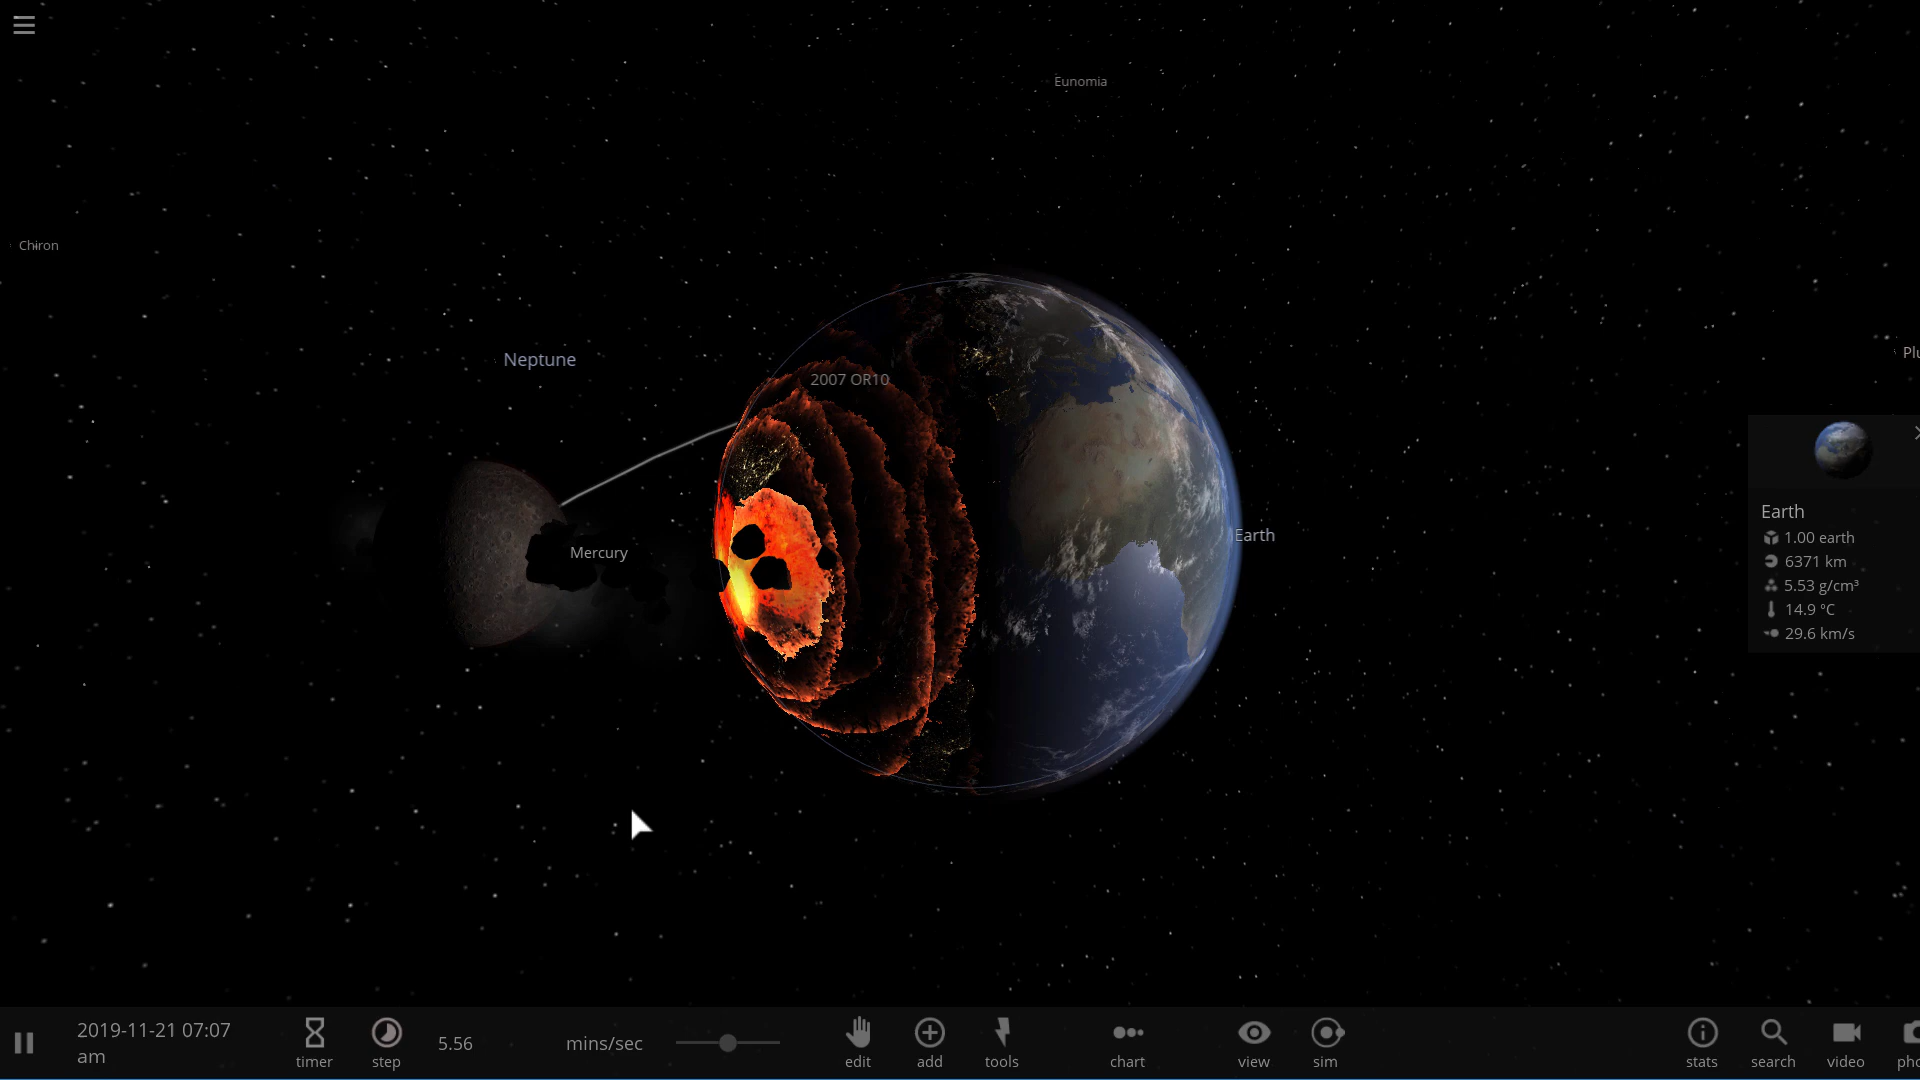 Eunomia
Chiron
Neptune
Plu
2007 OR10
Earth
Mercury
Earth
1.00 earth
6371 km
5.53 g/cm³
14.9 °C
29.6 km/s
2019-11-21 07:07
am
timer
step
5.56
mins/sec
edit
add
tools
chart
view
sim
stats
search
video
pho